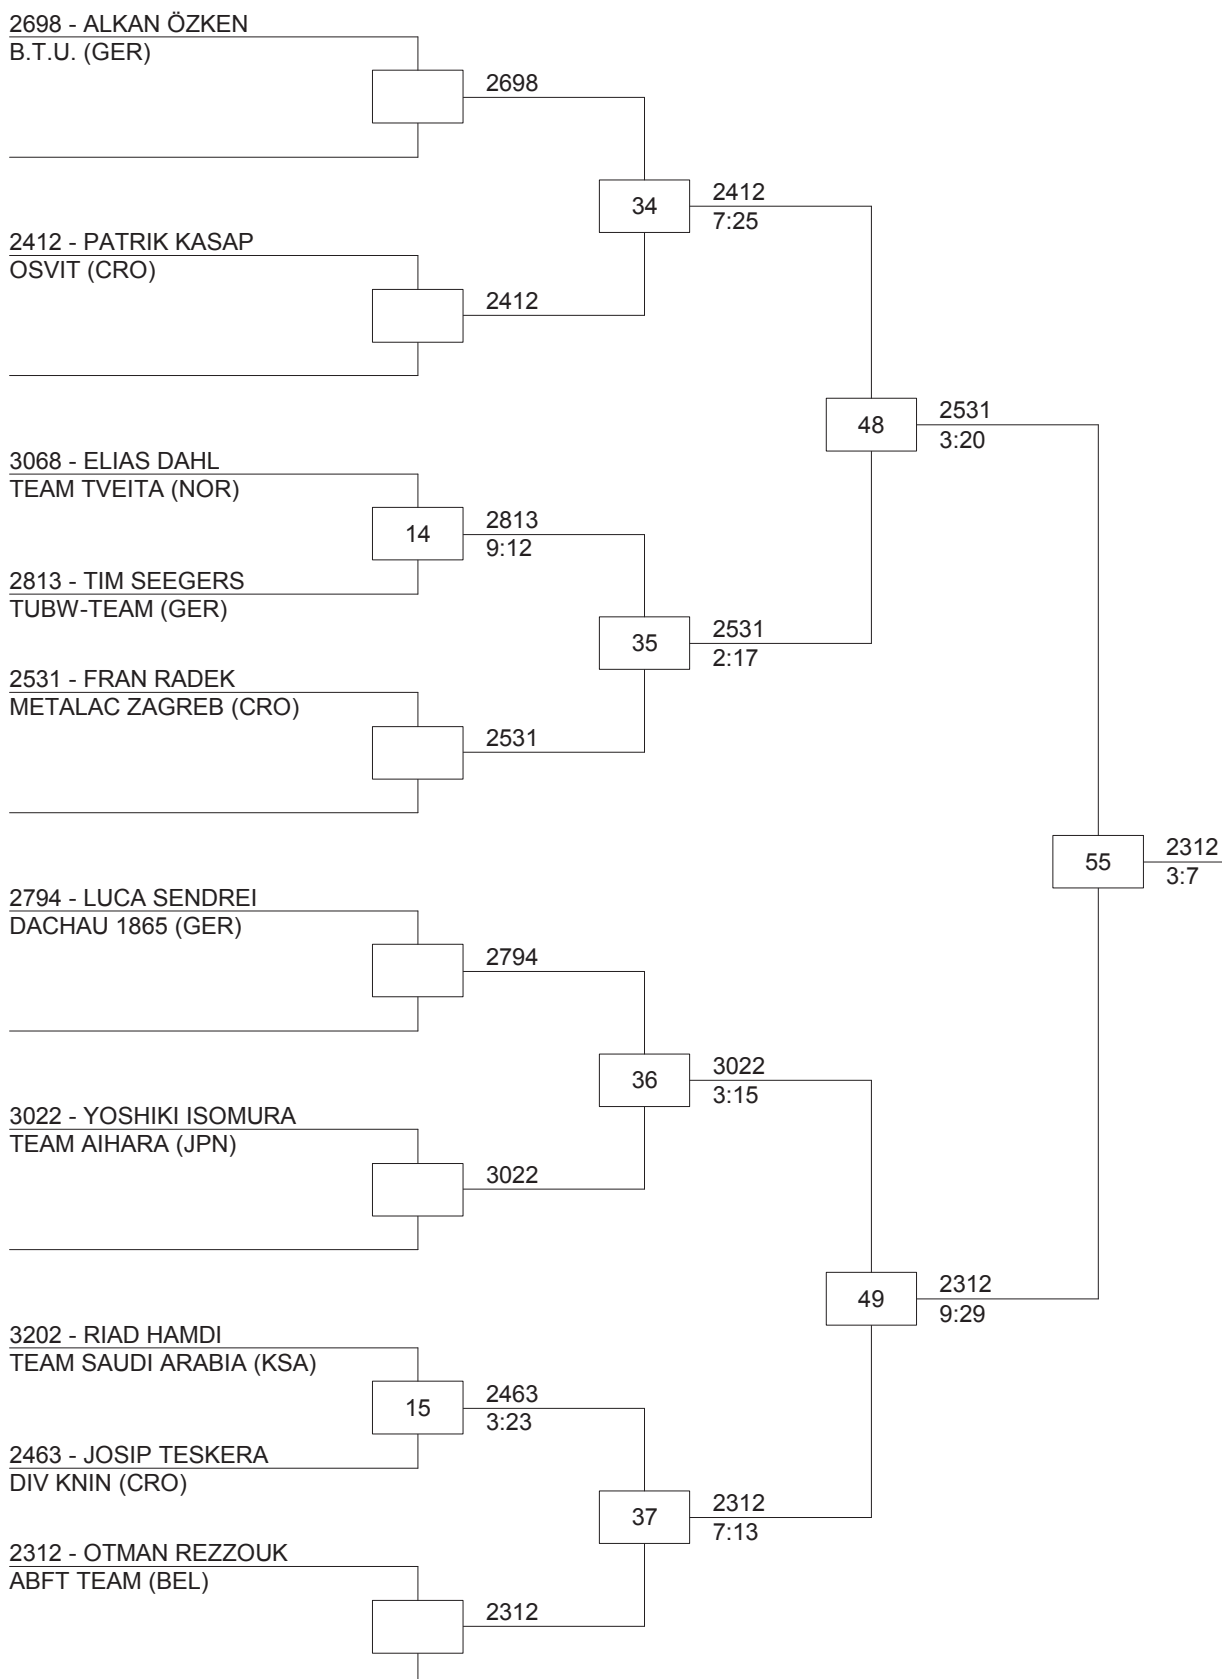 2698 - ALKAN ÖZKEN
B.T.U. (GER)
2698
34
2412
7:25
2412 - PATRIK KASAP
OSVIT (CRO)
2412
48
2531
3:20
3068 - ELIAS DAHL
TEAM TVEITA (NOR)
14
2813
9:12
2813 - TIM SEEGERS
TUBW-TEAM (GER)
35
2531
2:17
2531 - FRAN RADEK
METALAC ZAGREB (CRO)
2531
55
2312
3:7
2794 - LUCA SENDREI
DACHAU 1865 (GER)
2794
36
3022
3:15
3022 - YOSHIKI ISOMURA
TEAM AIHARA (JPN)
3022
49
2312
9:29
3202 - RIAD HAMDI
TEAM SAUDI ARABIA (KSA)
15
2463
3:23
2463 - JOSIP TESKERA
DIV KNIN (CRO)
37
2312
7:13
2312 - OTMAN REZZOUK
ABFT TEAM (BEL)
2312